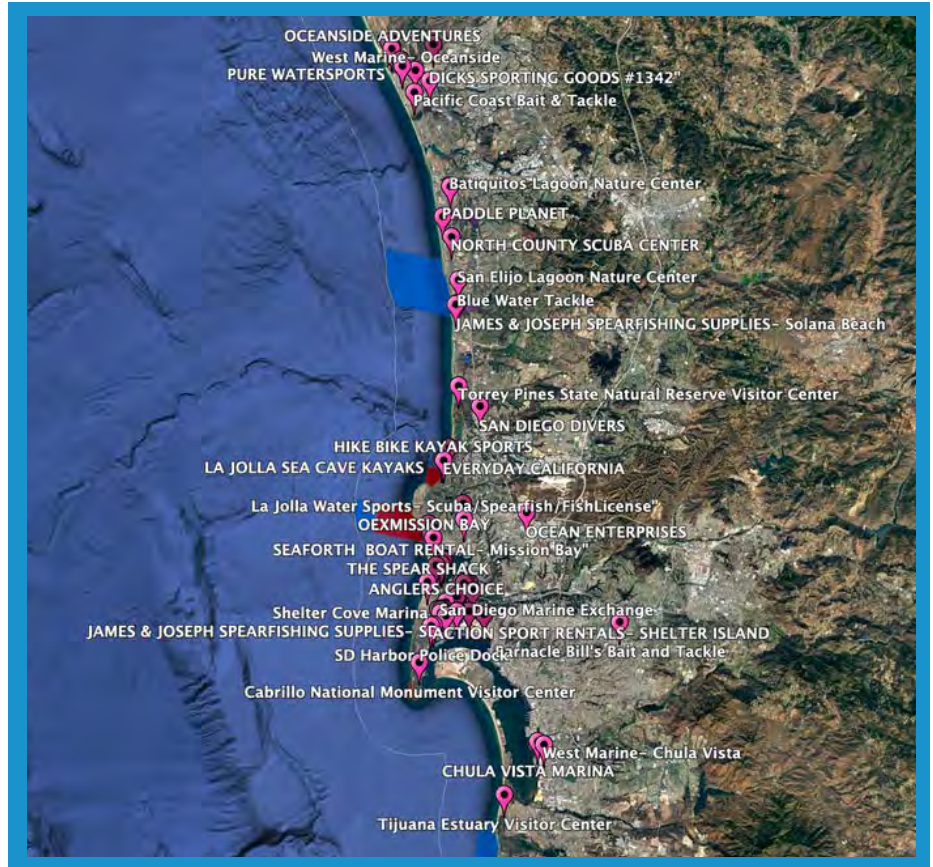 OCEANSIDE ADVENTURES
West Marine- Oceanside
PURE WATERSPORTS
DICKS SPORTING GOODS #1342"
Pacific Coast Bait & Tackle
Batiquitos Lagoon Nature Center
PADDLE PLANET
NORTH COUNTY SCUBA CENTER
San Elijo Lagoon Nature Center
Blue Water Tackle
JAMES & JOSEPH SPEARFISHING SUPPLIES- Solana Beach
Torrey Pines State Natural Reserve Visitor Center
SAN DIEGO DIVERS
HIKE BIKE KAYAK SPORTS
LA JOLLA SEA CAVE KAYAKS
EVERYDAY CALIFORNIA
La Jolla Water Sports- Scuba/Spearfish/FishLicense"
OEXMISSION BAY
OCEAN ENTERPRISES
SEAFORTH BOAT RENTAL- Mission Bay"
THE SPEAR SHACK
ANGLERS CHOICE
Shelter Cove Marina
San Diego Marine Exchange
JAMES & JOSEPH SPEARFISHING SUPPLIES-
ACTION SPORT RENTALS- SHELTER ISLAND
SD Harbor Police Dock
Barnacle Bill's Bait and Tackle
Cabrillo National Monument Visitor Center
West Marine- Chula Vista
CHULA VISTA MARINA
Tijuana Estuary Visitor Center